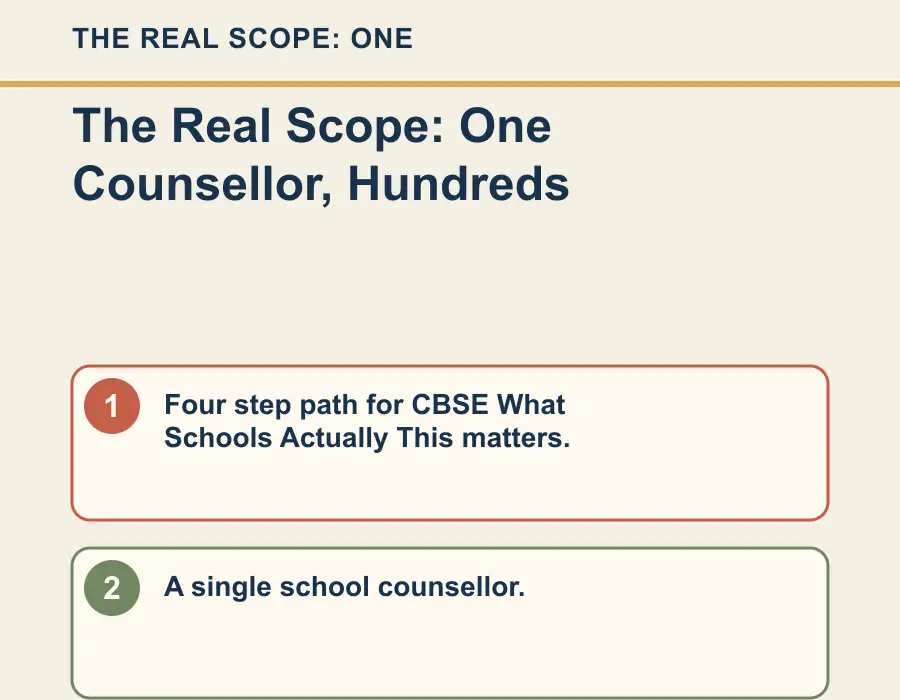 THE REAL SCOPE: ONE
The Real Scope: One
Counsellor, Hundreds
1
Four step path for CBSE What
Schools Actually This matters.
2
A single school counsellor.